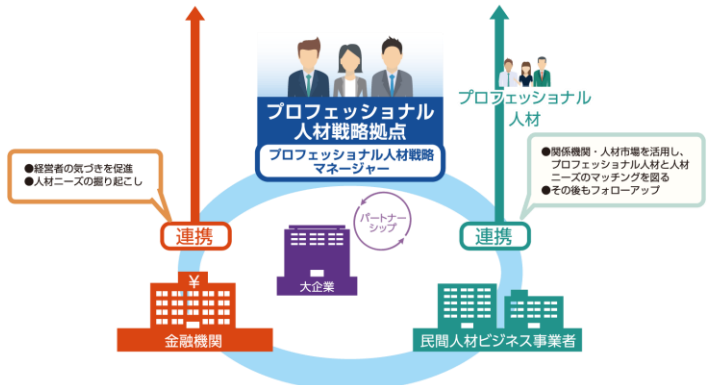 プロフェッショナル
人材戦略拠点
プロフェッショナル人材戦略
マネージャー
プロフェッショナル
人材
●経営者の気づきを促進
●人材ニーズの掘り起こし
●関係機関・人材市場を活用し、
プロフェッショナル人材と人材
ニーズのマッチングを図る
●その後もフォローアップ
連携
パートナー
シップ
連携
大企業
¥
金融機関
民間人材ビジネス事業者